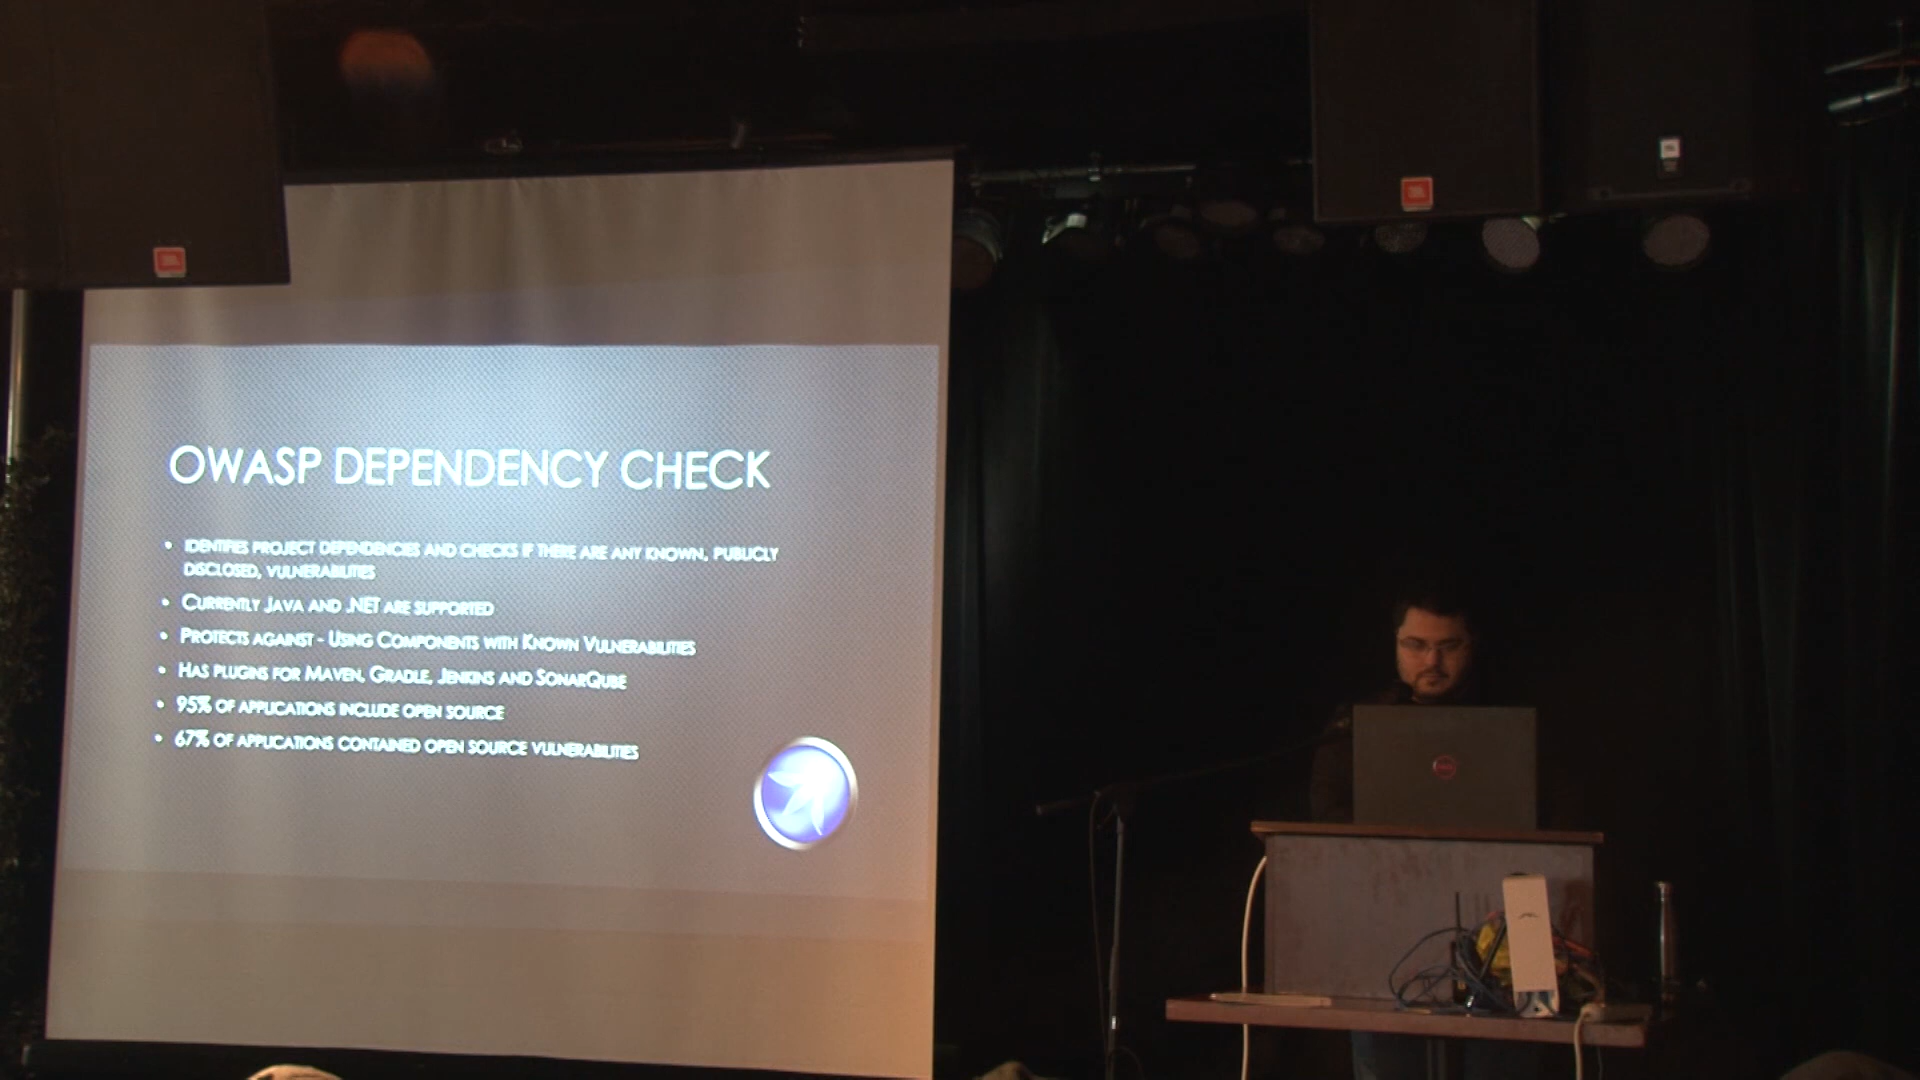 OWASP DEPENDENCY CHECK
• IDENTIFIES PROJECT DEPENDENCIES AND CHECKS IF THERE ARE ANY KNOWN, PUBLICLY
DISCLOSED, VULNERABILITIES
• CURRENTLY JAVA AND .NET ARE SUPPORTED
• PROTECTS AGAINST - USING COMPONENTS WITH KNOWN VULNERABILITIES
• HAS PLUGINS FOR MAVEN, GRADLE, JENKINS AND SONARQUBE
• 95% OF APPLICATIONS INCLUDE OPEN SOURCE
• 67% OF APPLICATIONS CONTAINED OPEN SOURCE VULNERABILITIES